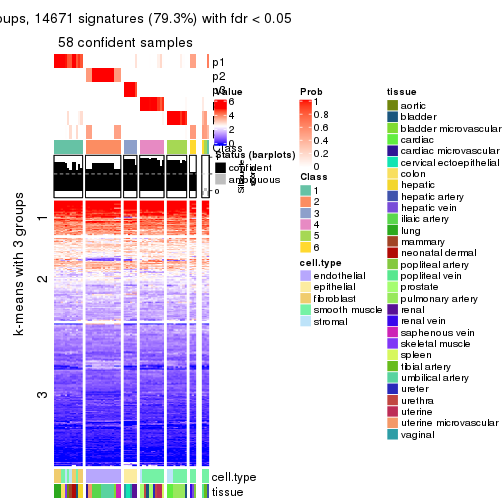 oups, 14671 signatures (79.3%) with fdr < 0.05
58 confident samples
p1
p2
Class
Value
6
4
2
0
Status (barplots)
confident
ambiguous
0
k-means with 3 groups
1
2
3
cell.type
tissue
Prob
1
0.8
0.6
0.4
0.2
0
Class
1
2
3
4
5
6
cell.type
endothelial
epithelial
fibroblast
smooth muscle
stromal
tissue
aortic
bladder
bladder microvascular
cardiac
cardiac microvascular
cervical ectoepithelial
colon
hepatic
hepatic artery
hepatic vein
iliaic artery
lung
mammary
neonatal dermal
popliteal artery
popliteal vein
prostate
pulmonary artery
renal
renal vein
saphenous vein
skeletal muscle
spleen
tibial artery
umbilical artery
ureter
urethra
uterine
uterine microvascular
vaginal